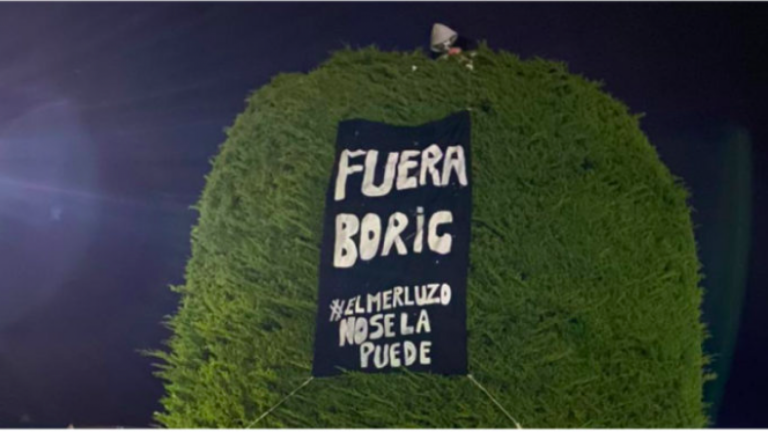 FUERA
BORiC
#ELMERLUZO
NOSELA
PUEDE